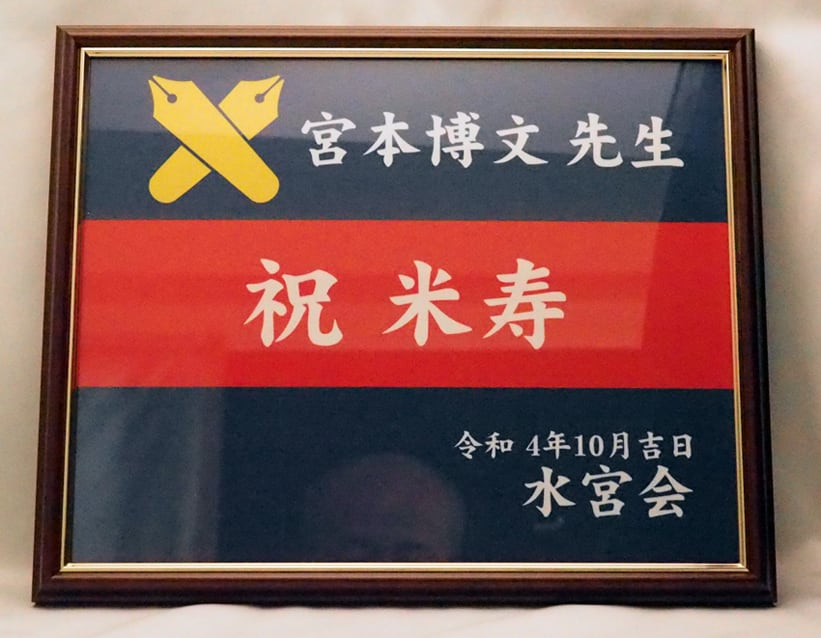 宮本博文 先生
祝 米寿
令和 4年10月吉日
水宮会